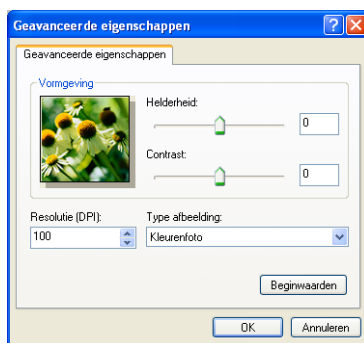 Geavanceerde eigenschappen
Geavanceerde eigenschappen
Vormgeving
Helderheid:
0
Contrast:
0
Resolutie (DPI):
Type afbeelding:
100
Kleurenfoto
Beginwaarden
OK
Annuleren